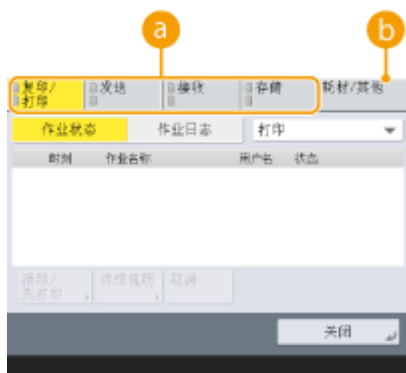 a
b
复印/
打印
发送
接收
存储
耗材/其他
作业状态
作业日志
打印
时刻
作业名称
用户名
状态
插印/
先打印
详细说明
取消
关闭